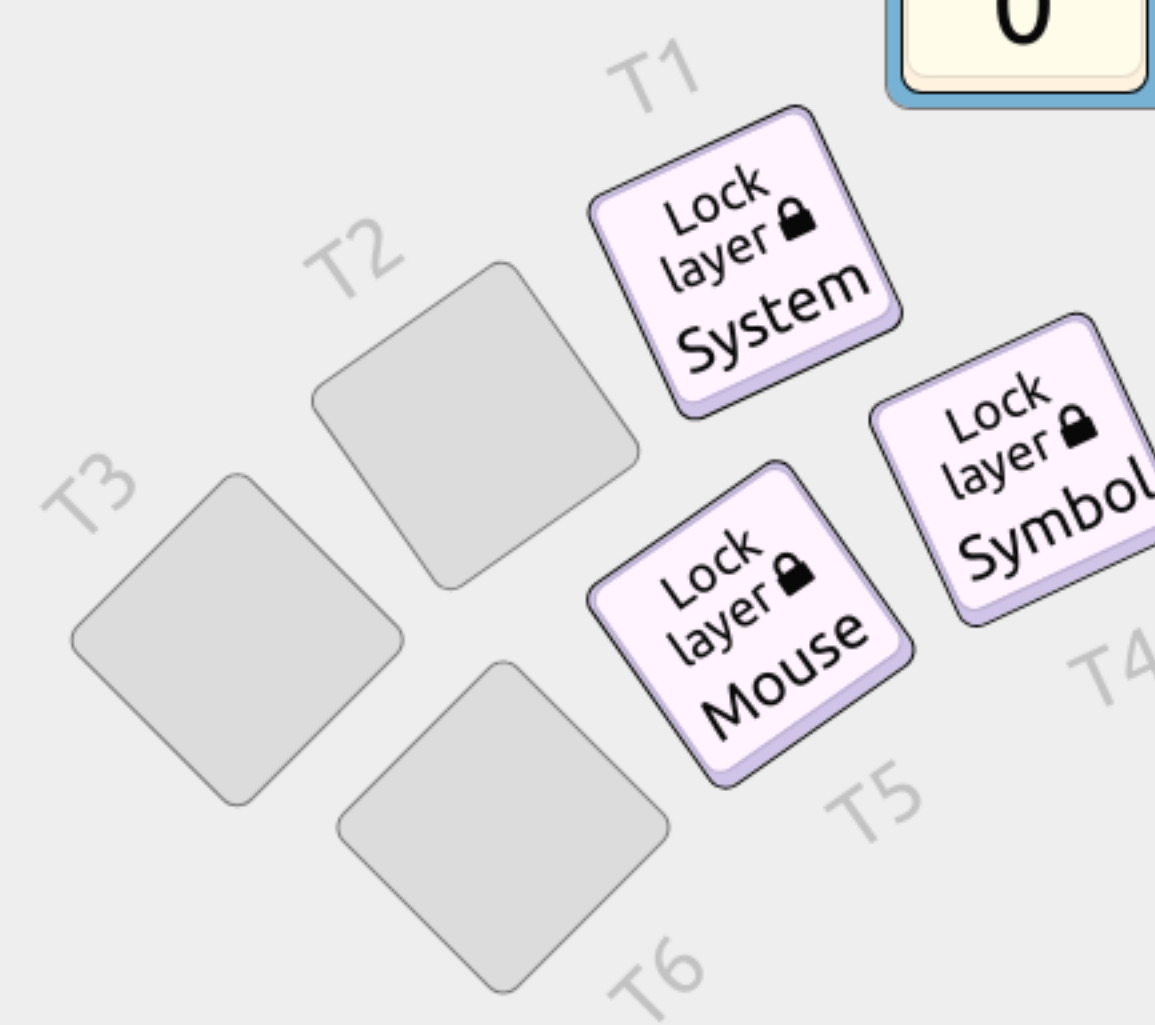 0
T1
Lock
layer
System
T2
Lock
layer
Symbol
T3
Lock
layer
Mouse
T4
T5
T6